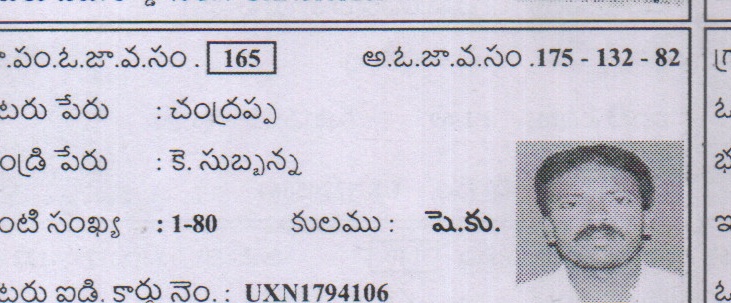 .పం.ఓ.జా.వ.సం . 165 అ.ఓ.జా.వ.సం .175 - 132 - 82
టరు పేరు : చంద్రప్ప
ండ్రి పేరు : కె. సుబ్బన్న
ంటి సంఖ్య : 1-80 కులము : షె.కు.
టరు ఐడి. కార్డు నెం. : UXN1794106